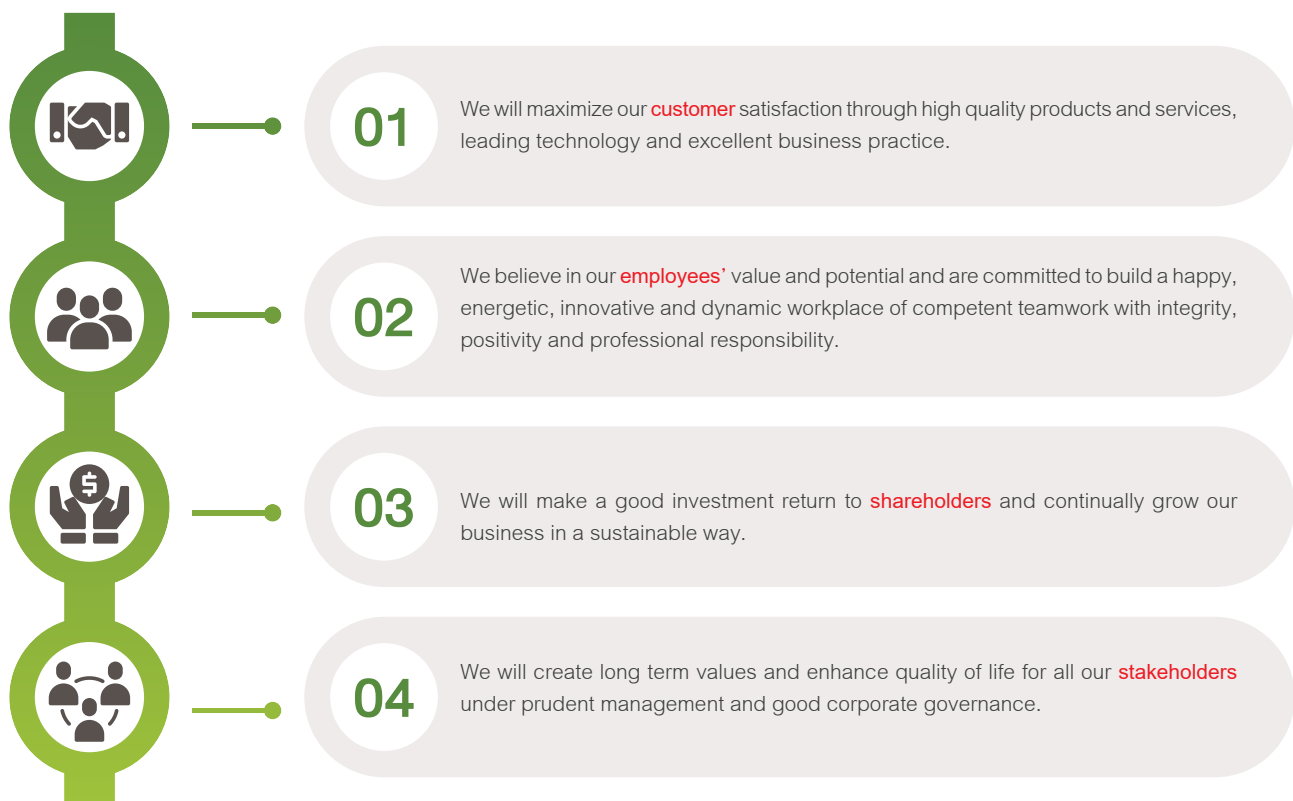 01
We will maximize our customer satisfaction through high quality products and services,
leading technology and excellent business practice.
02
We believe in our employees’ value and potential and are committed to build a happy,
energetic, innovative and dynamic workplace of competent teamwork with integrity,
positivity and professional responsibility.
$
03
We will make a good investment return to shareholders and continually grow our
business in a sustainable way.
04
We will create long term values and enhance quality of life for all our stakeholders
under prudent management and good corporate governance.